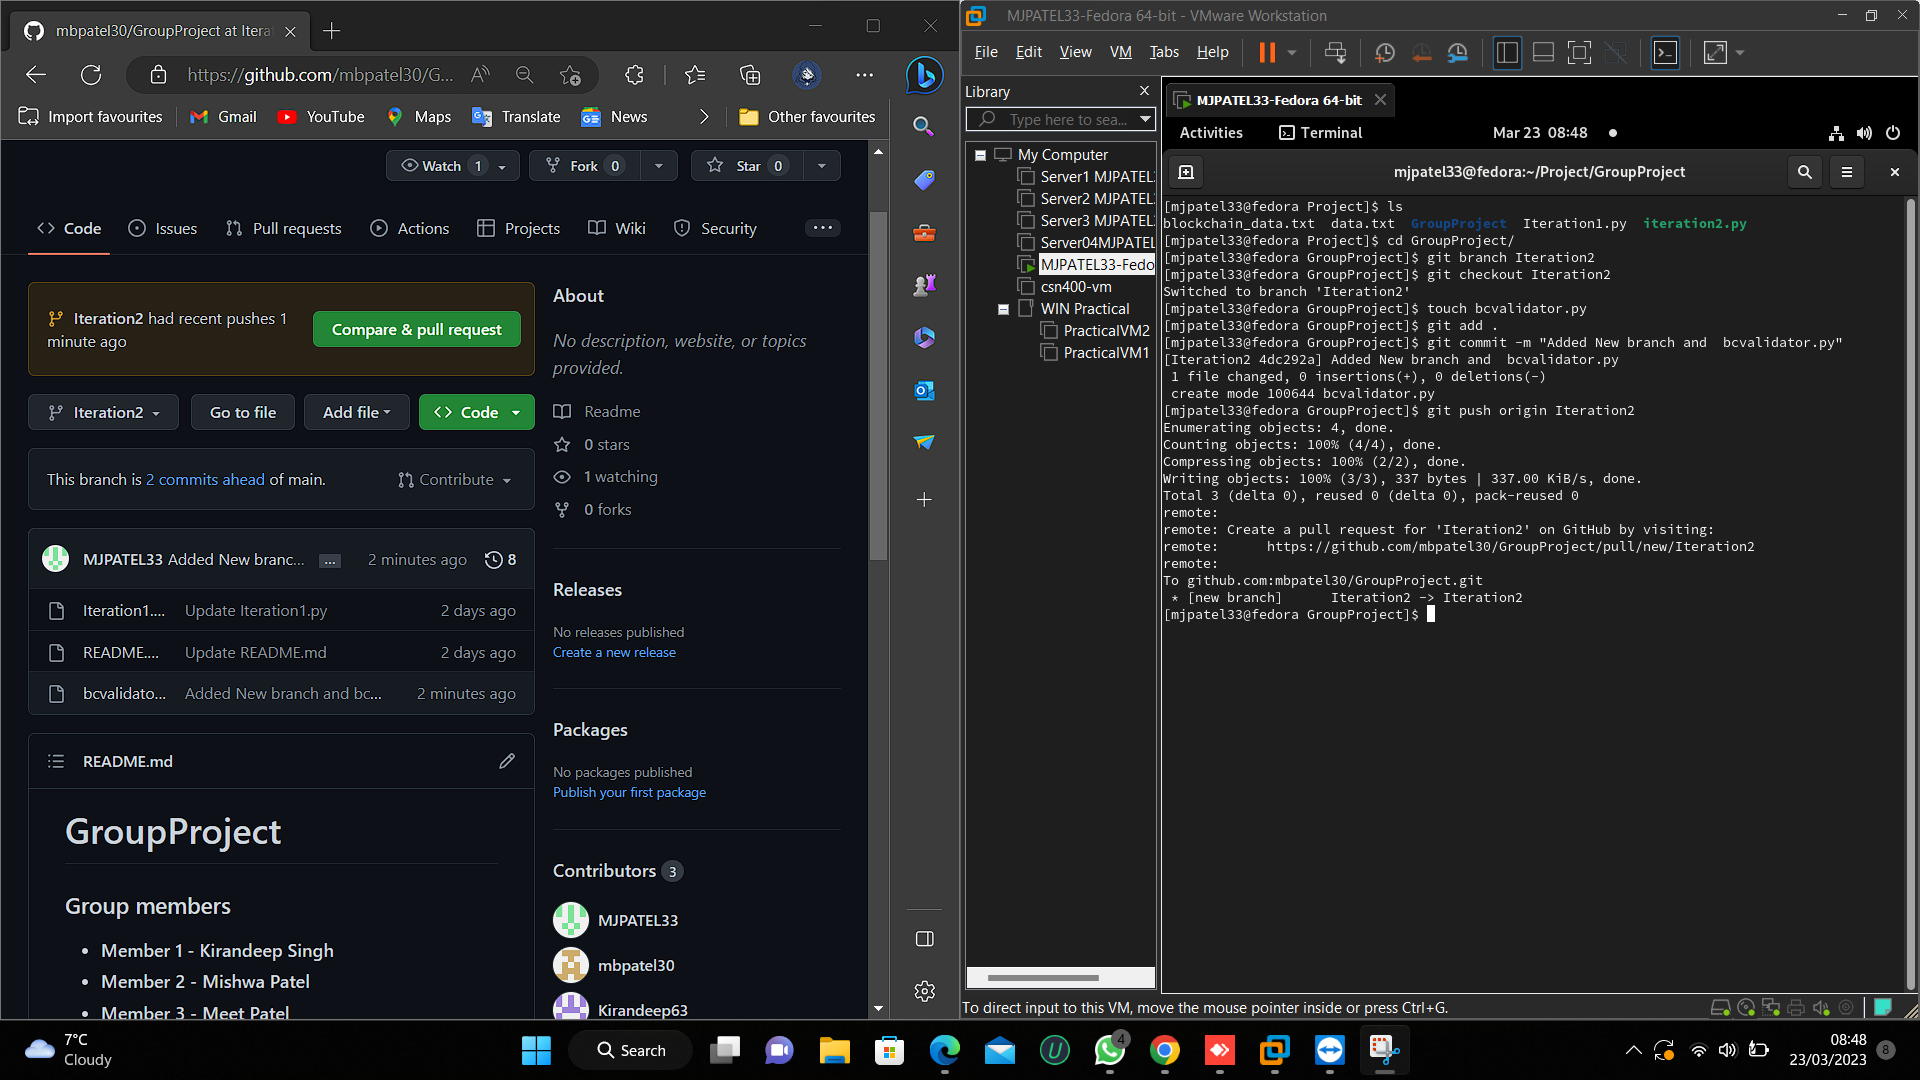 mbpatel30/GroupProject at Iterat
https://github.com/mbpatel30/G...
Import favourites
Gmail
YouTube
Maps
Translate
News
Other favourites
Watch 1
Fork 0
Star 0
Code
Issues
Pull requests
Actions
Projects
Wiki
Security
Iteration2 had recent pushes 1
minute ago
Compare & pull request
Iteration2
Go to file
Add file
<> Code
This branch is 2 commits ahead of main.
Contribute
MJPATEL33 Added New branc...
...
2 minutes ago
8
Iteration1....
Update Iteration1.py
2 days ago
README....
Update README.md
2 days ago
bcvalidato...
Added New branch and bc...
2 minutes ago
README.md
GroupProject
Group members
• Member 1 - Kirandeep Singh
• Member 2 - Mishwa Patel
• Member 3 - Meet Patel
About
No description, website, or topics
provided.
Readme
0 stars
1 watching
0 forks
Releases
No releases published
Create a new release
Packages
No packages published
Publish your first package
Contributors 3
MJPATEL33
mbpatel30
Kirandeep63
MJPATEL33-Fedora 64-bit - VMware Workstation
File Edit View VM Tabs Help
Library
Type here to sea...
My Computer
Server1 MJPATEL
Server2 MJPATEL
Server3 MJPATEL
Server04MJPATEL
MJPATEL33-Fedo
csn400-vm
WIN Practical
PracticalVM2
PracticalVM1
MJPATEL33-Fedora 64-bit
Activities
Terminal
Mar 23 08:48
mjpatel33@fedora:~/Project/GroupProject
[mjpatel33@fedora Project]$ ls
blockchain_data.txt data.txt GroupProject Iteration1.py iteration2.py
[mjpatel33@fedora Project]$ cd GroupProject/
[mjpatel33@fedora GroupProject]$ git branch Iteration2
[mjpatel33@fedora GroupProject]$ git checkout Iteration2
Switched to branch 'Iteration2'
[mjpatel33@fedora GroupProject]$ touch bcvalidator.py
[mjpatel33@fedora GroupProject]$ git add .
[mjpatel33@fedora GroupProject]$ git commit -m "Added New branch and  bcvalidator.py"
[Iteration2 4dc292a] Added New branch and  bcvalidator.py
1 file changed, 0 insertions(+), 0 deletions(-)
create mode 100644 bcvalidator.py
[mjpatel33@fedora GroupProject]$ git push origin Iteration2
Enumerating objects: 4, done.
Counting objects: 100% (4/4), done.
Compressing objects: 100% (2/2), done.
Writing objects: 100% (3/3), 337 bytes | 337.00 KiB/s, done.
Total 3 (delta 0), reused 0 (delta 0), pack-reused 0
remote:
remote: Create a pull request for 'Iteration2' on GitHub by visiting:
remote:      https://github.com/mbpatel30/GroupProject/pull/new/Iteration2
remote:
To github.com:mbpatel30/GroupProject.git
* [new branch]      Iteration2 -> Iteration2
[mjpatel33@fedora GroupProject]$
To direct input to this VM, move the mouse pointer inside or press Ctrl+G.
7°C
Cloudy
Search
4
08:48
23/03/2023
8